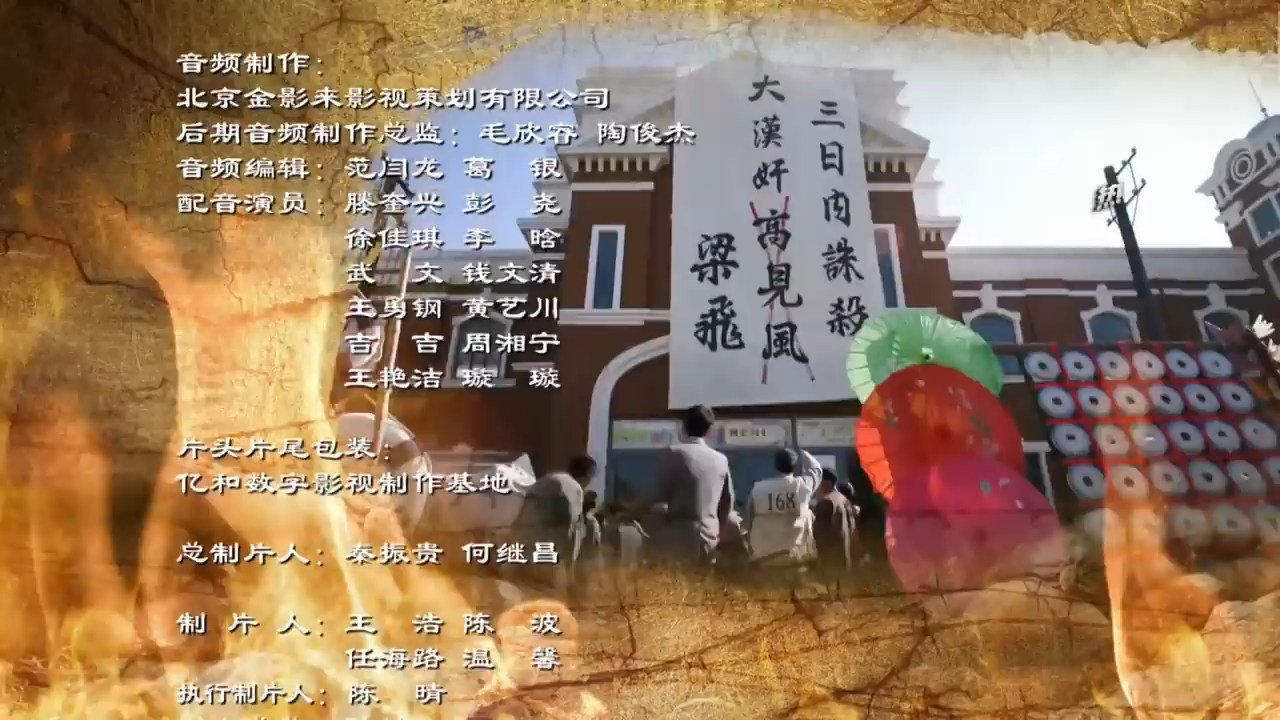 音频制作：
北京金影来影视策划有限公司
后期音频制作总监：毛欣容 陶俊杰
音频编辑：范闫龙 葛 银
配音演员：滕奎兴 彭 尧
徐佳琪 李 晗
武 文 钱文清
王勇钢 黄艺川
吉 吉 周湘宁
王艳洁 璇 璇
片头片尾包装：
亿和数字影视制作基地
总制片人：秦振贵 何继昌
制 片 人：王 浩 陈 波
任海路 温 馨
执行制片人：陈 晴
三日内誅殺
大漢奸高見風
梁飛
168